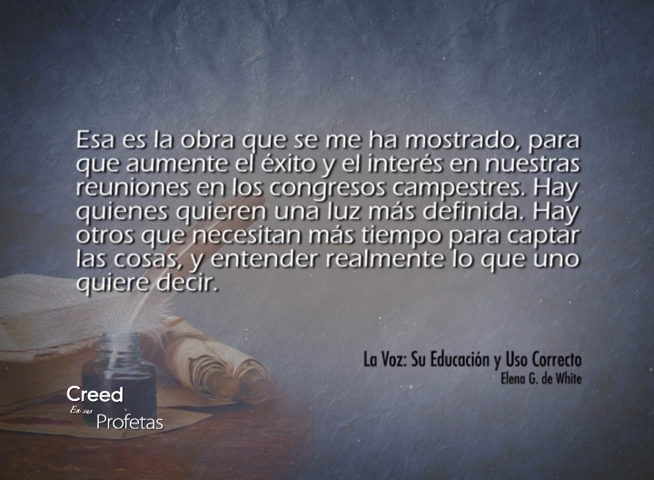 Esa es la obra que se me ha mostrado, para
que aumente el éxito y el interés en nuestras
reuniones en los congresos campestres. Hay
quienes quieren una luz más definida. Hay
otros que necesitan más tiempo para captar
las cosas, y entender realmente lo que uno
quiere decir.
La Voz: Su Educación y Uso Correcto
Elena G. de White
Creed
En sus
Profetas